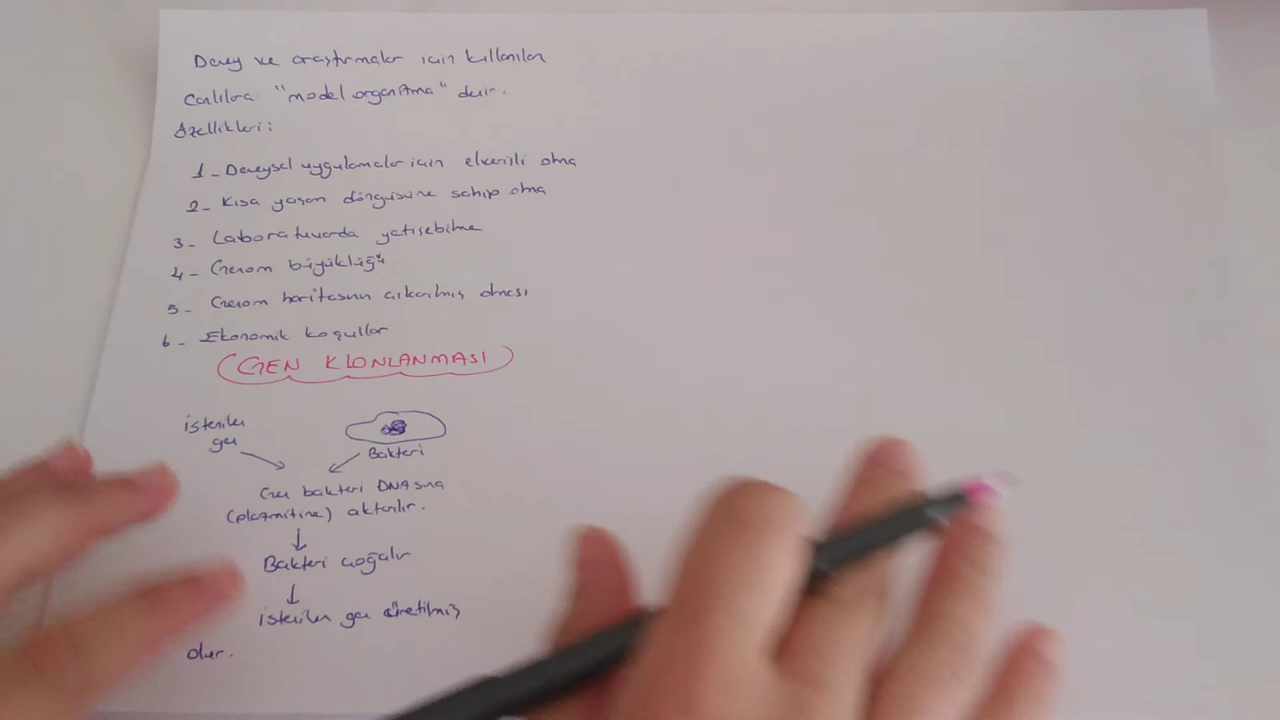 Deney ve araştırmalar için kullanılan
canlılara "model organizma" denir.
Özellikleri:
1- Deneysel uygulamalar için elverişli olma
2- Kısa yaşam döngüsüne sahip olma
3- Laboratuvarda yetişebilme
4- Genom büyüklüğü
5- Genom haritasının çıkarılmış olması
6- Ekonomik koşullar
GEN KLONLANMASI
istenilen
gen
Bakteri
Gen bakteri DNAsına
(plazmitine) aktarılır.
Bakteri çoğalır
istenilen gen üretilmiş
olur.